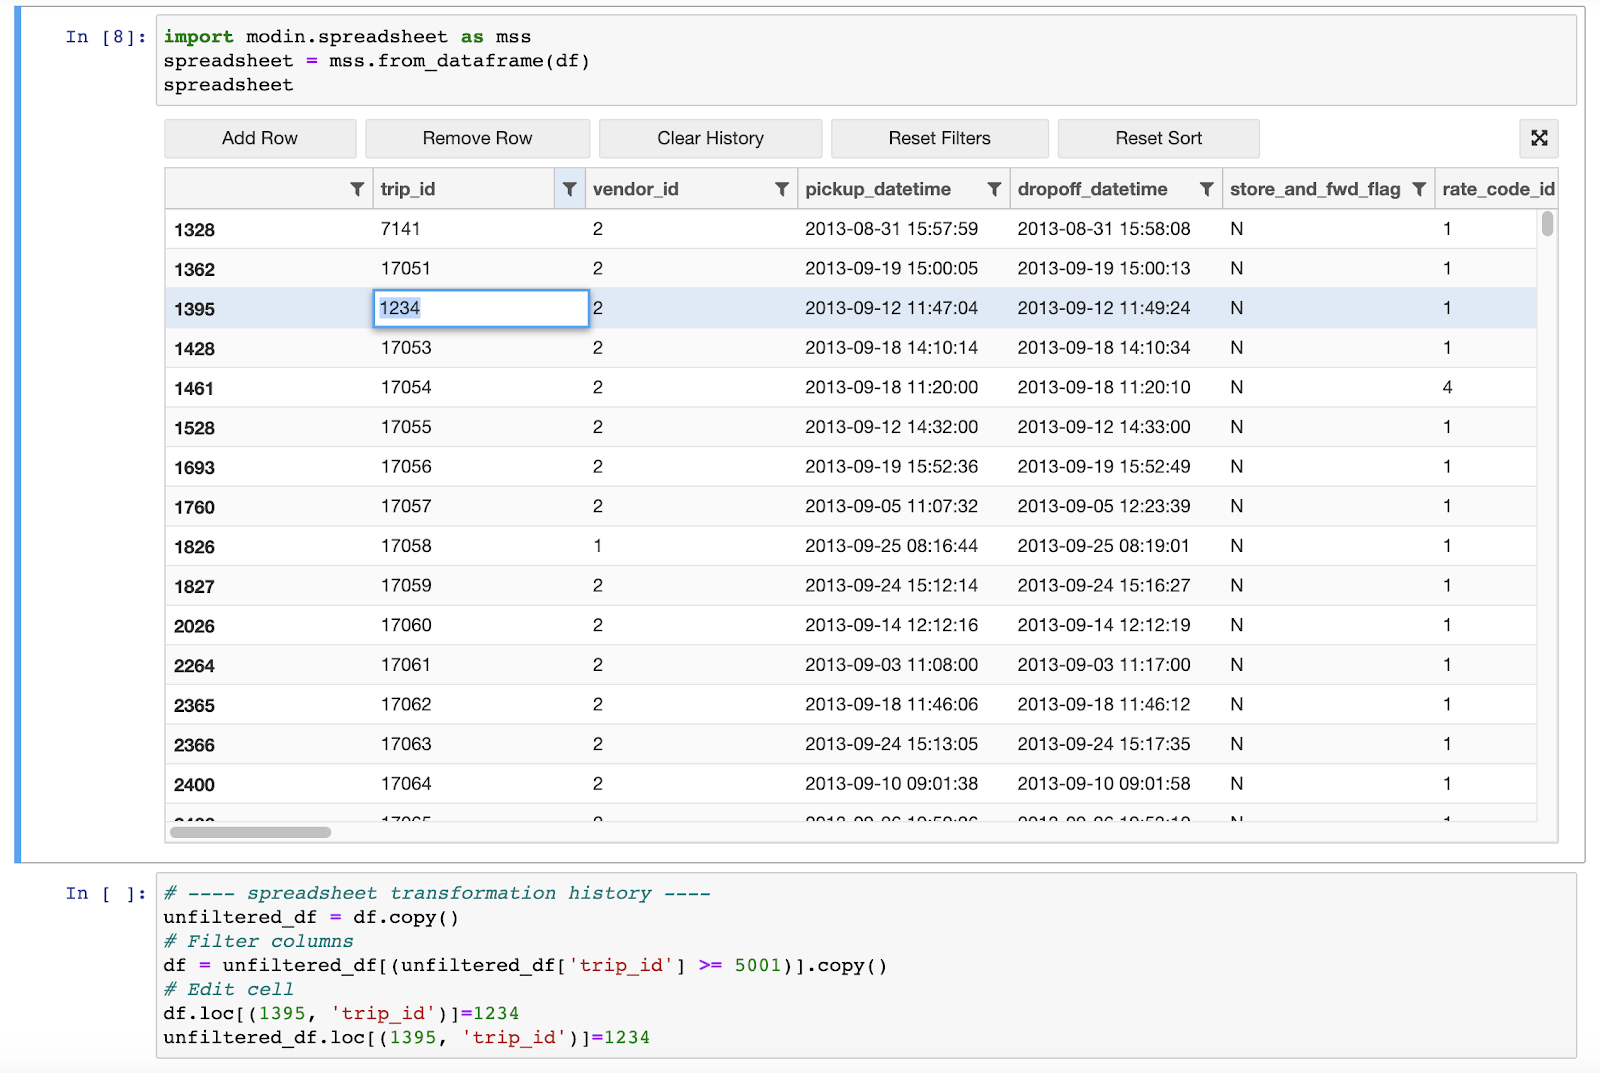 In [8]:
import modin.spreadsheet as mss
spreadsheet = mss.from_dataframe(df)
spreadsheet
Add Row Remove Row Clear History Reset Filters Reset Sort
trip_id vendor_id pickup_datetime dropoff_datetime store_and_fwd_flag rate_code_id
1328 7141 2 2013-08-31 15:57:59 2013-08-31 15:58:08 N 1
1362 17051 2 2013-09-19 15:00:05 2013-09-19 15:00:13 N 1
1395 1234 2 2013-09-12 11:47:04 2013-09-12 11:49:24 N 1
1428 17053 2 2013-09-18 14:10:14 2013-09-18 14:10:34 N 1
1461 17054 2 2013-09-18 11:20:00 2013-09-18 11:20:10 N 4
1528 17055 2 2013-09-12 14:32:00 2013-09-12 14:33:00 N 1
1693 17056 2 2013-09-19 15:52:36 2013-09-19 15:52:49 N 1
1760 17057 2 2013-09-05 11:07:32 2013-09-05 12:23:39 N 1
1826 17058 1 2013-09-25 08:16:44 2013-09-25 08:19:01 N 1
1827 17059 2 2013-09-24 15:12:14 2013-09-24 15:16:27 N 1
2026 17060 2 2013-09-14 12:12:16 2013-09-14 12:12:19 N 1
2264 17061 2 2013-09-03 11:08:00 2013-09-03 11:17:00 N 1
2365 17062 2 2013-09-18 11:46:06 2013-09-18 11:46:12 N 1
2366 17063 2 2013-09-24 15:13:05 2013-09-24 15:17:35 N 1
2400 17064 2 2013-09-10 09:01:38 2013-09-10 09:01:58 N 1
In [ ]:
# ---- spreadsheet transformation history ----
unfiltered_df = df.copy()
# Filter columns
df = unfiltered_df[(unfiltered_df['trip_id'] >= 5001)].copy()
# Edit cell
df.loc[(1395, 'trip_id')]=1234
unfiltered_df.loc[(1395, 'trip_id')]=1234